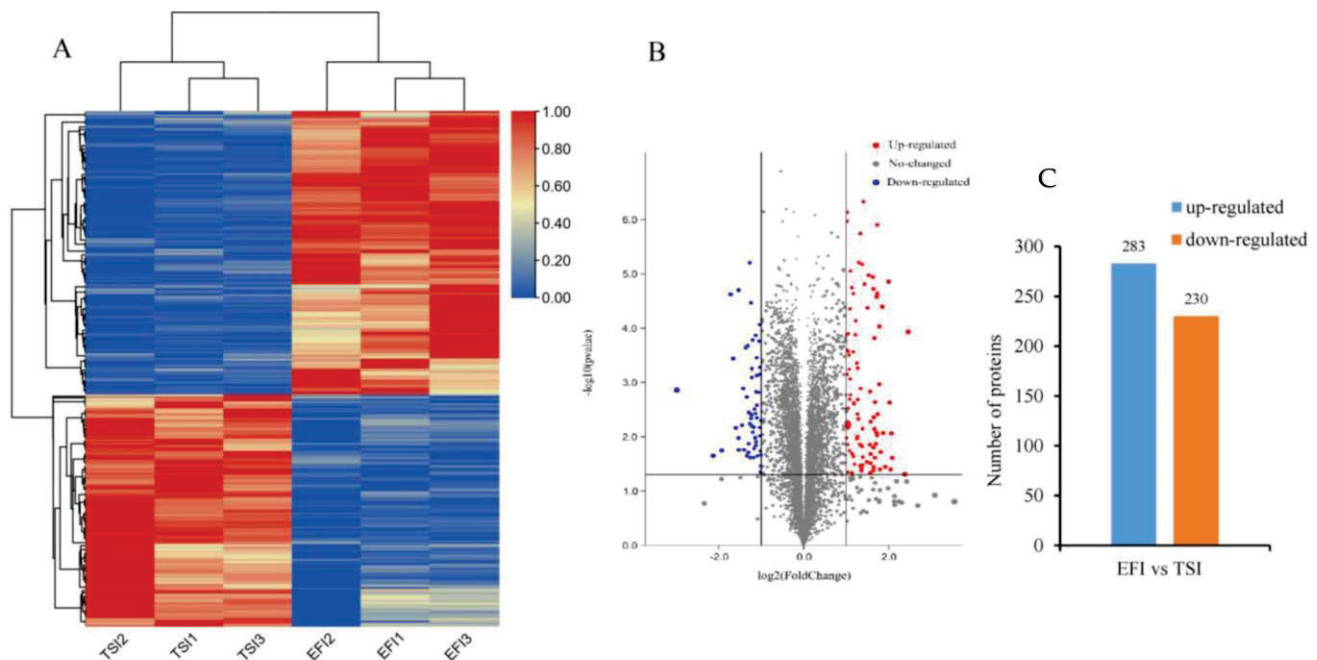 A
1.00
0.80
0.60
0.40
0.20
0.00
TSI2
TSI1
TSI3
EFI2
EFI1
EFI3
B
Up-regulated
No-changed
Down-regulated
6.0
5.0
4.0
3.0
2.0
1.0
0.0
-log10(pvalue)
-2.0 0.0 2.0
log2(FoldChange)
C
up-regulated
down-regulated
300
250
200
150
100
50
0
283
230
Number of proteins
EFI vs TSI